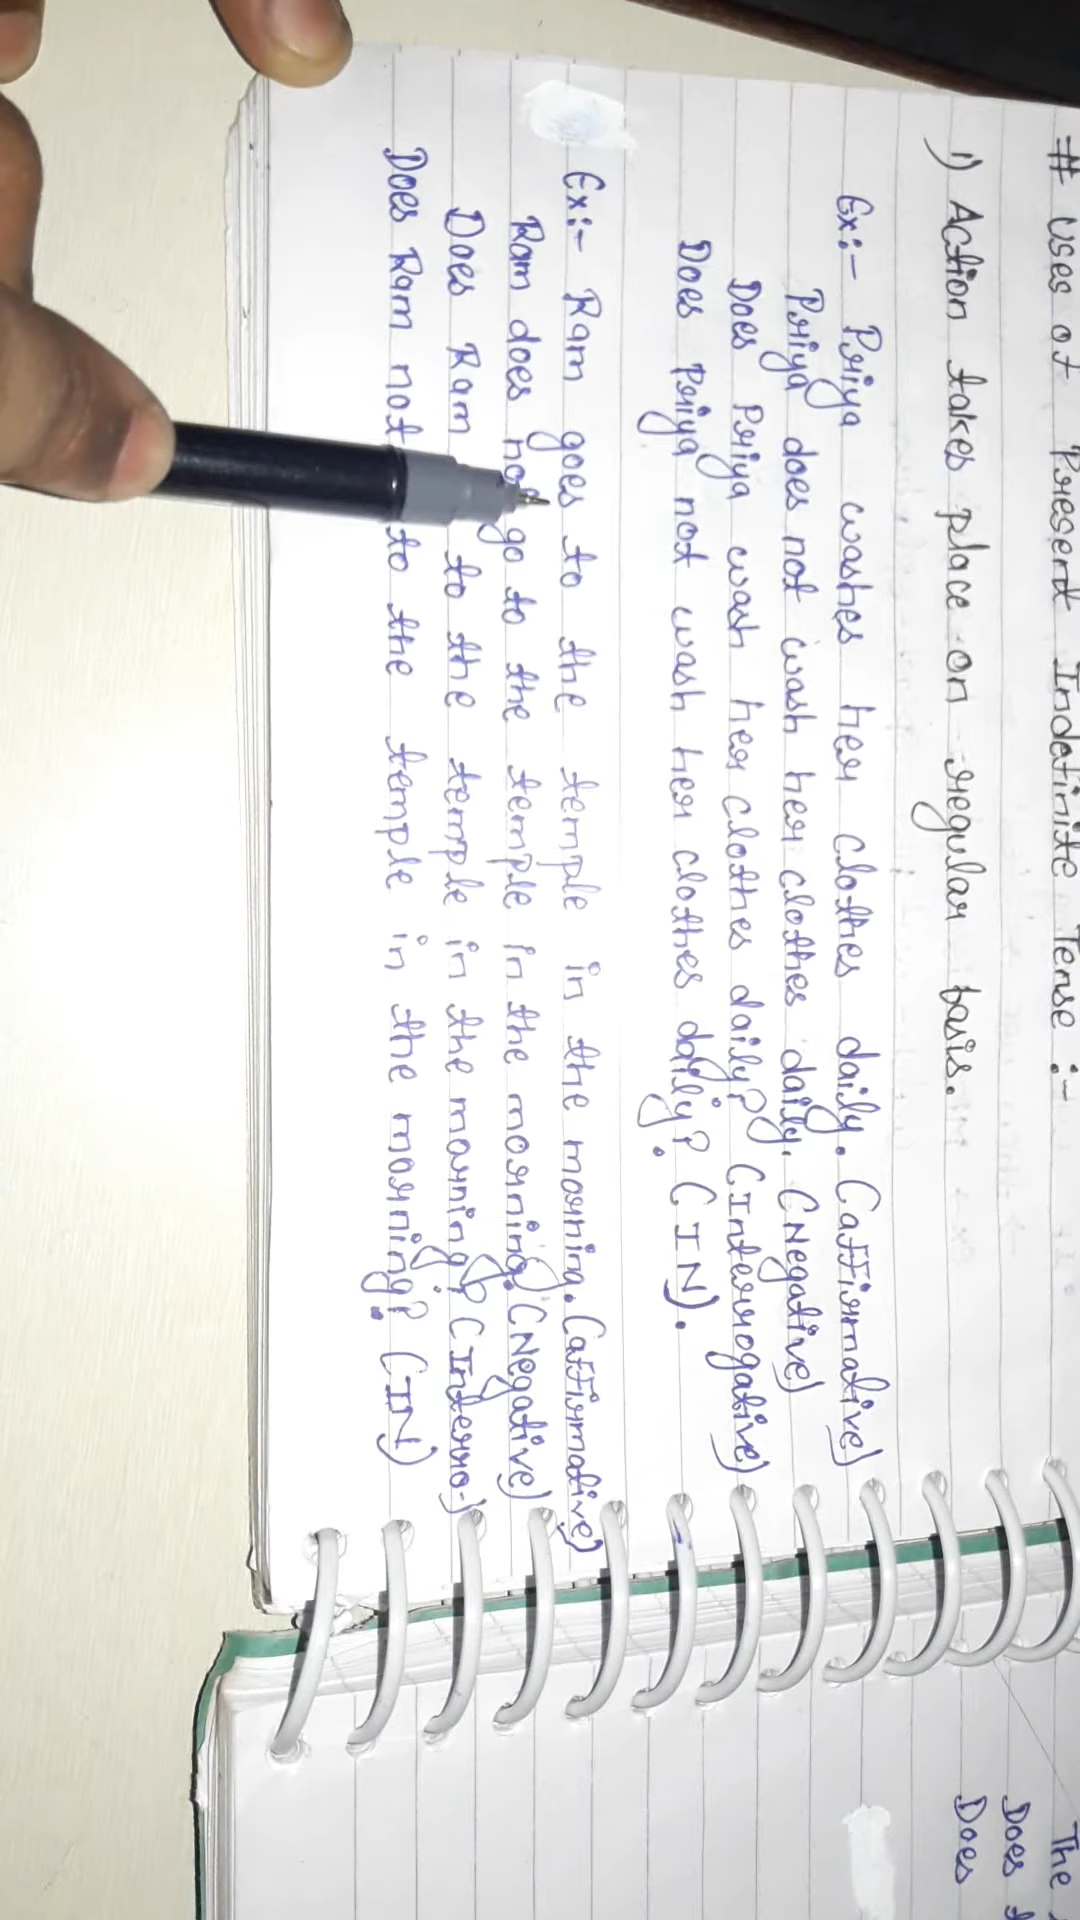 # Uses of Present Indefinite Tense :-
1) Action takes place on regular basis.
Ex:- Priya washes her clothes daily. (affirmative)
Priya does not wash her clothes daily. (Negative)
Does Priya wash her clothes daily? (Interrogative)
Does Priya not wash her clothes daily? (IN).
Ex:- Ram goes to the temple in the morning. (affirmative)
Ram does not go to the temple in the morning. (Negative)
Does Ram to the temple in the morning? (Interro-)
Does Ram not to the temple in the morning? (IN)
The
Does
Does